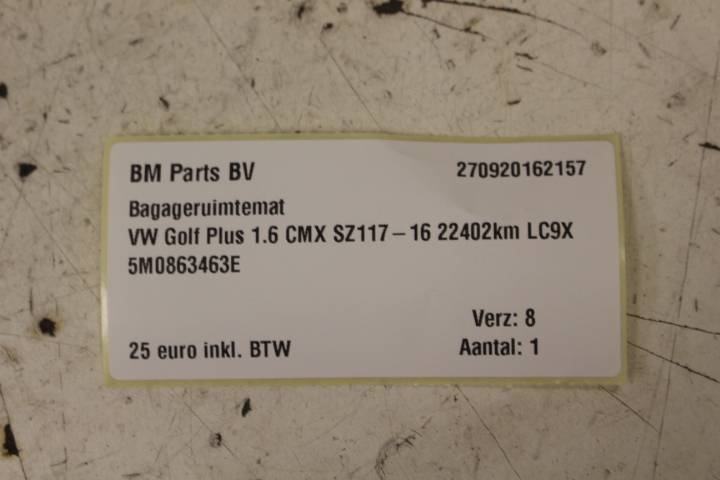 BM Parts BV 270920162157
Bagageruimtemat
VW Golf Plus 1.6 CMX SZ117-16 22402km LC9X
5M0863463E
Verz: 8
25 euro inkl. BTW Aantal: 1